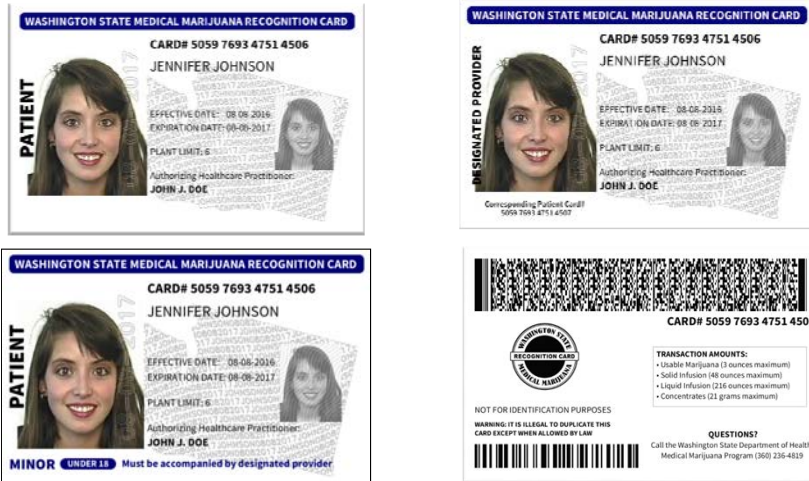 WASHINGTON STATE MEDICAL MARIJUANA RECOGNITION CARD
CARD# 5059 7693 4751 4506
JENNIFER JOHNSON
PATIENT
EFFECTIVE DATE: 08-08-2016
EXPIRATION DATE: 08-08-2017
PLANT LIMIT: 6
Authorizing Healthcare Practitioner:
JOHN J. DOE
WASHINGTON STATE MEDICAL MARIJUANA RECOGNITION CARD
CARD# 5059 7693 4751 4506
JENNIFER JOHNSON
DESIGNATED PROVIDER
EFFECTIVE DATE: 08-08-2016
EXPIRATION DATE: 08-08-2017
PLANT LIMIT: 6
Authorizing Healthcare Practitioner:
JOHN J. DOE
Corresponding Patient Card#
5059 7693 4751 4507
WASHINGTON STATE MEDICAL MARIJUANA RECOGNITION CARD
CARD# 5059 7693 4751 4506
JENNIFER JOHNSON
PATIENT
2017
EFFECTIVE DATE: 08-08-2016
EXPIRATION DATE: 08-08-2017
PLANT LIMIT: 6
Authorizing Healthcare Practitioner:
JOHN J. DOE
MINOR UNDER 18 Must be accompanied by designated provider
CARD# 5059 7693 4751 450
WASHINGTON STATE
RECOGNITION CARD
MEDICAL MARIJUANA
TRANSACTION AMOUNTS:
• Usable Marijuana (3 ounces maximum)
• Solid Infusion (48 ounces maximum)
• Liquid Infusion (216 ounces maximum)
• Concentrates (21 grams maximum)
NOT FOR IDENTIFICATION PURPOSES
WARNING: IT IS ILLEGAL TO DUPLICATE THIS
CARD EXCEPT WHEN ALLOWED BY LAW
QUESTIONS?
Call the Washington State Department of Healt
Medical Marijuana Program (360) 236-4819